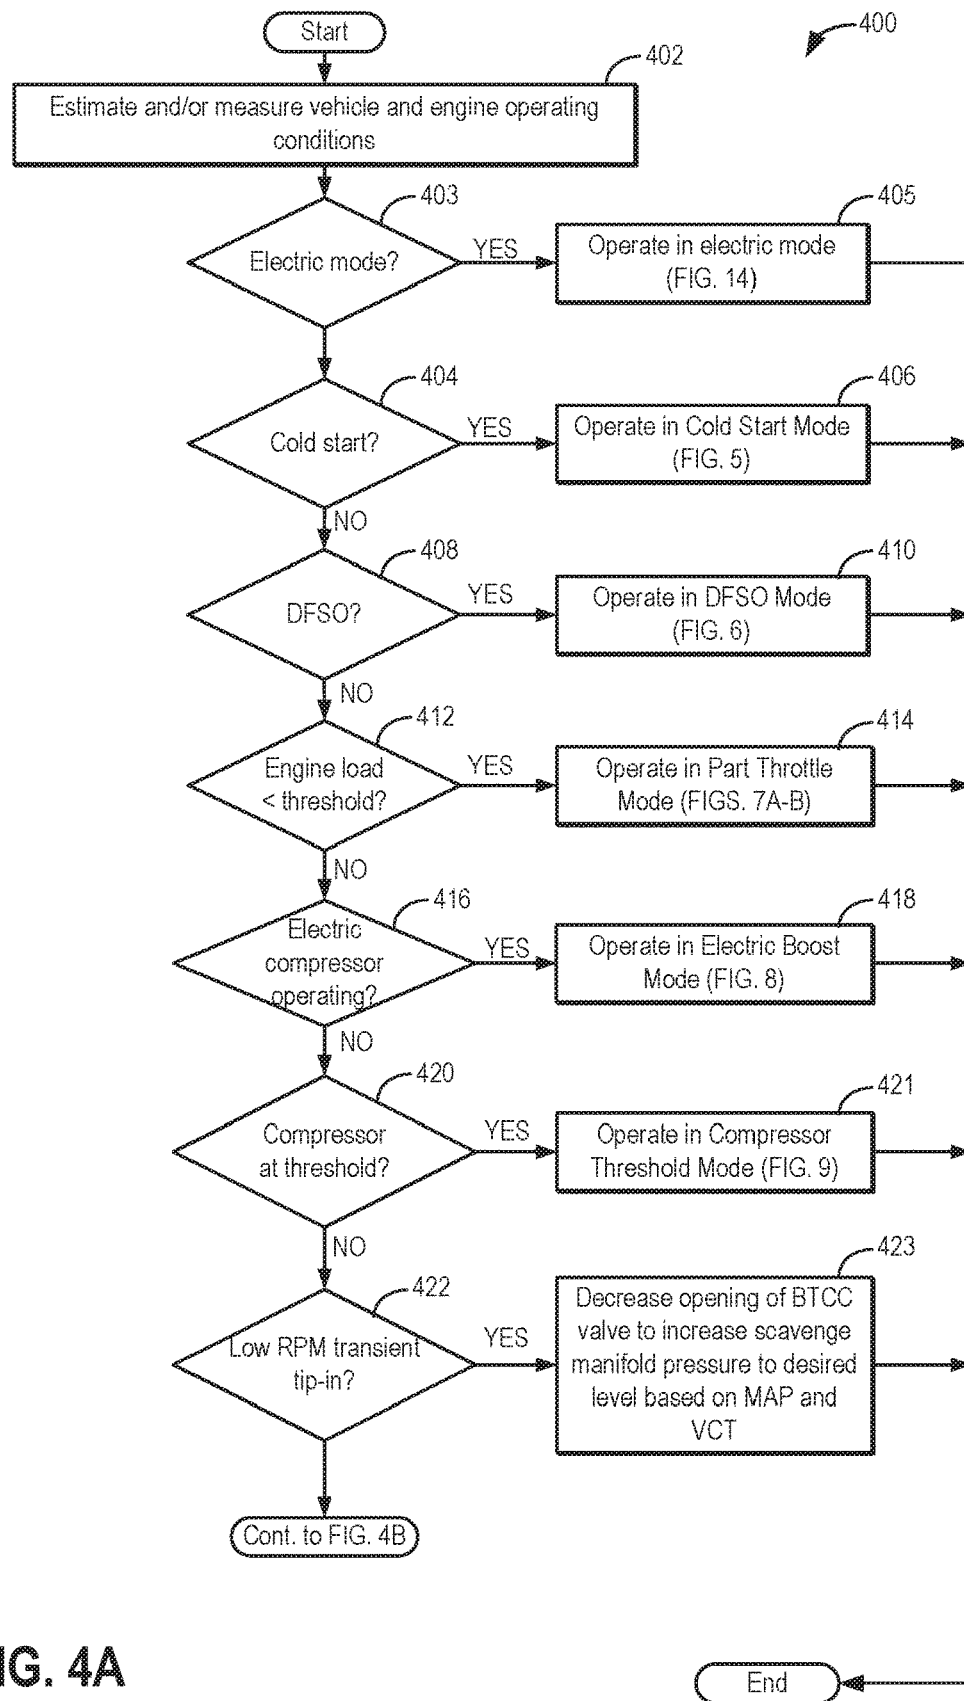 Start
400
402
Estimate and/or measure vehicle and engine operating
conditions
403
Electric mode?
YES
405
Operate in electric mode
(FIG. 14)
404
Cold start?
YES
406
Operate in Cold Start Mode
(FIG. 5)
NO
408
DFSO?
YES
410
Operate in DFSO Mode
(FIG. 6)
NO
412
Engine load
< threshold?
YES
414
Operate in Part Throttle
Mode (FIGS. 7A-B)
NO
416
Electric
compressor
operating?
YES
418
Operate in Electric Boost
Mode (FIG. 8)
NO
420
Compressor
at threshold?
YES
421
Operate in Compressor
Threshold Mode (FIG. 9)
NO
422
Low RPM transient
tip-in?
YES
423
Decrease opening of BTCC
valve to increase scavenge
manifold pressure to desired
level based on MAP and
VCT
Cont. to FIG. 4B
IG. 4A
End